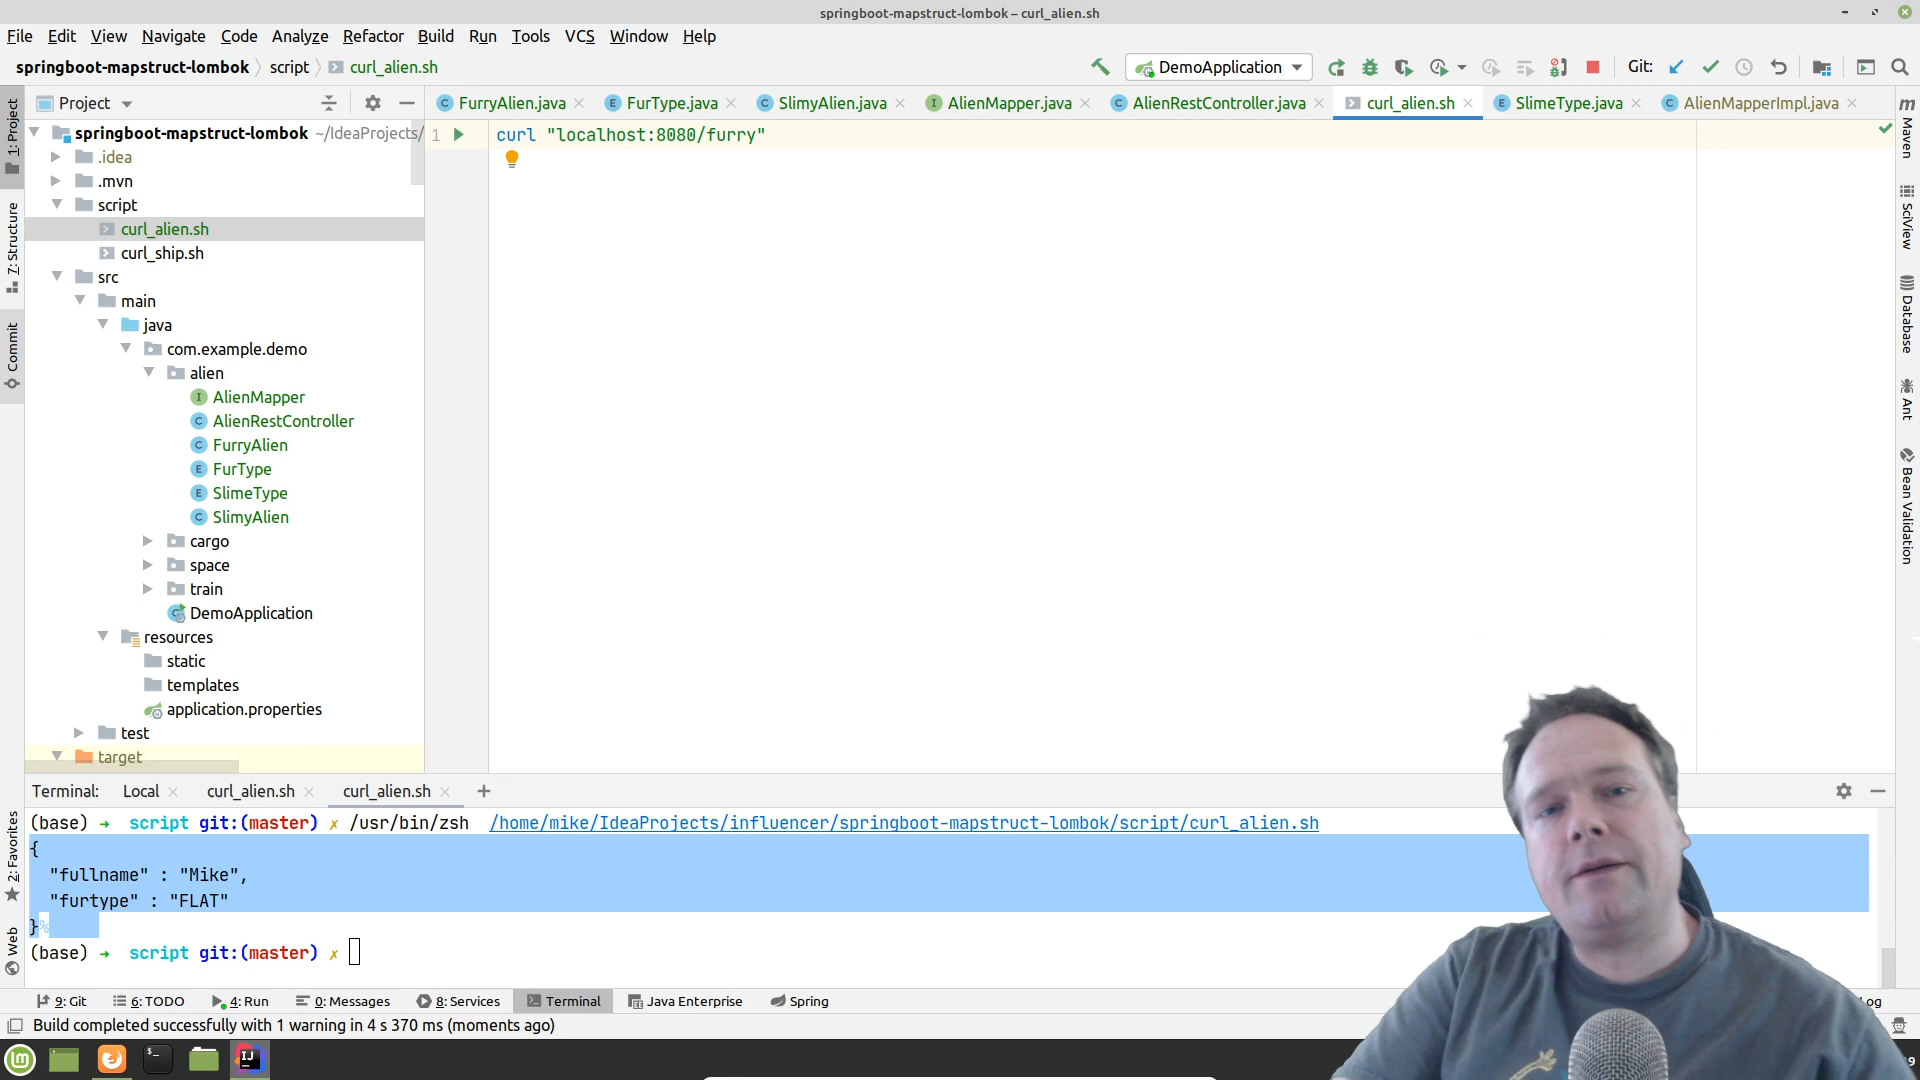 springboot-mapstruct-lombok – curl_alien.sh
File Edit View Navigate Code Analyze Refactor Build Run Tools VCS Window Help
springboot-mapstruct-lombok script curl_alien.sh DemoApplication Git:
Project FurryAlien.java FurType.java SlimyAlien.java AlienMapper.java AlienRestController.java curl_alien.sh SlimeType.java AlienMapperImpl.java
springboot-mapstruct-lombok ~/IdeaProjects/
.idea
.mvn
script
curl_alien.sh
curl_ship.sh
src
main
java
com.example.demo
alien
AlienMapper
AlienRestController
FurryAlien
FurType
SlimeType
SlimyAlien
cargo
space
train
DemoApplication
resources
static
templates
application.properties
test
target
1 curl "localhost:8080/furry"
1: Project
7: Structure
Commit
2: Favorites
Web
Maven
SciView
Database
Ant
Bean Validation
Terminal: Local curl_alien.sh curl_alien.sh
(base) ➜ script git:(master) ✗ /usr/bin/zsh /home/mike/IdeaProjects/influencer/springboot-mapstruct-lombok/script/curl_alien.sh
{
"fullname" : "Mike",
"furtype" : "FLAT"
}%
(base) ➜ script git:(master) ✗
9: Git 6: TODO 4: Run 0: Messages 8: Services Terminal Java Enterprise Spring
Build completed successfully with 1 warning in 4 s 370 ms (moments ago)